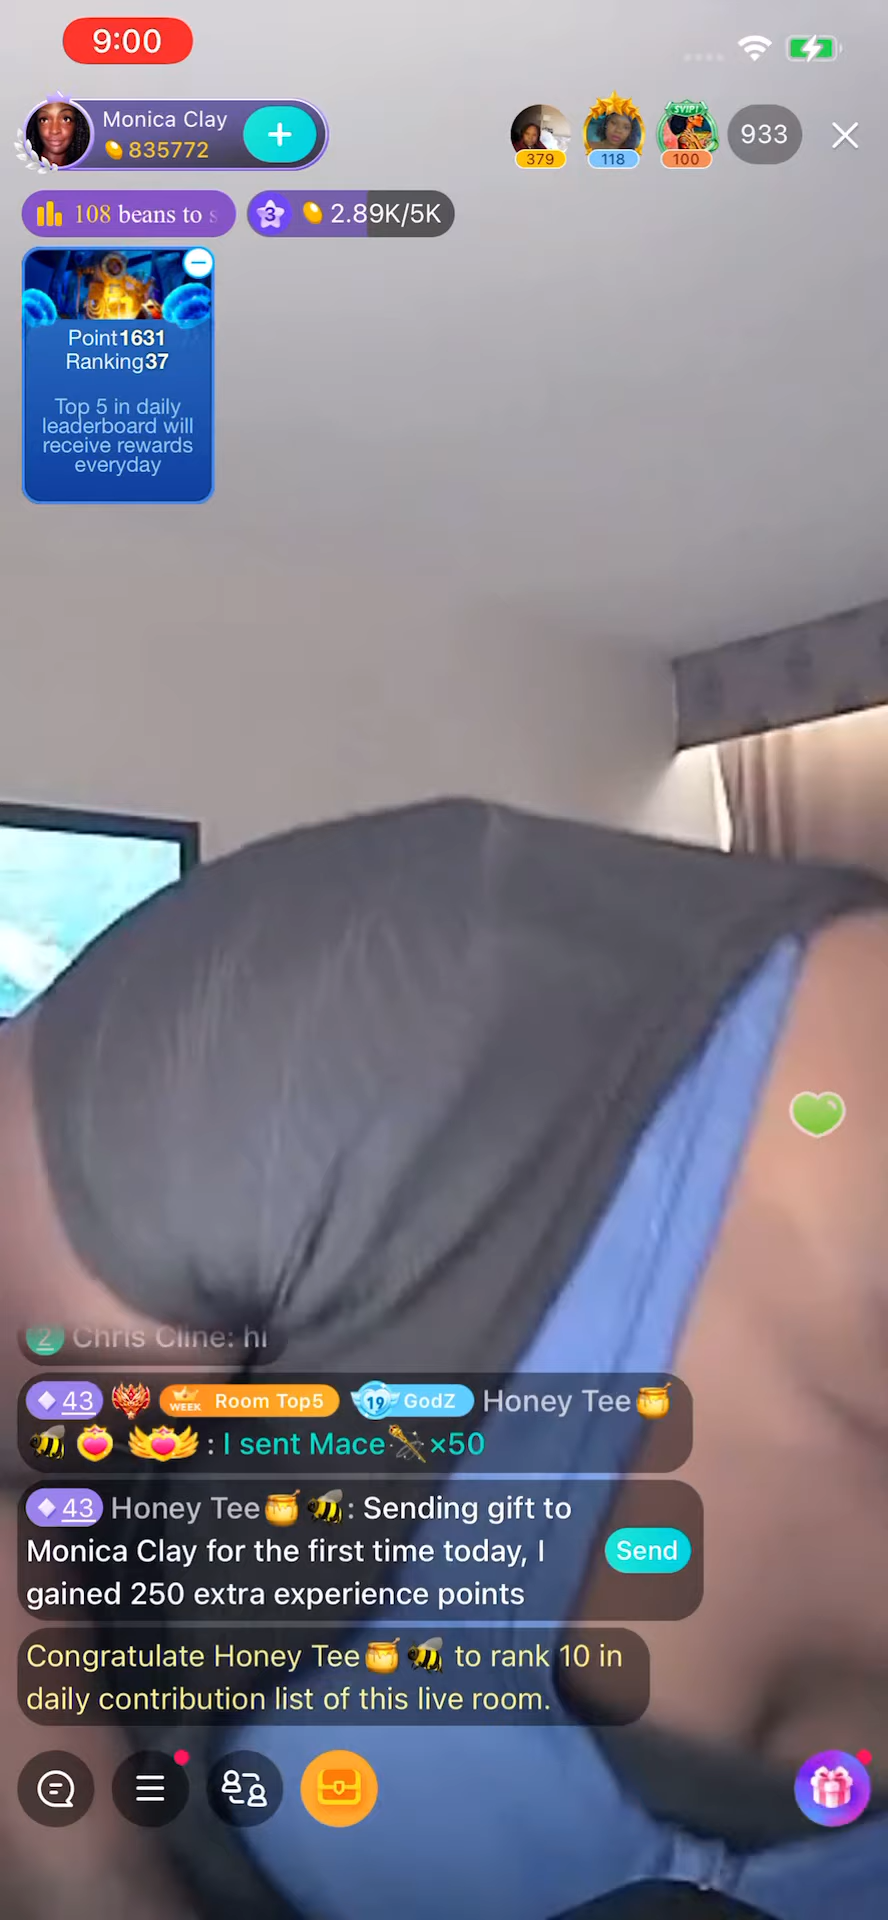 9:00
Monica Clay
835772
379
118
SVIP1
100
933
108 beans to
3
2.89K/5K
Point1631
Ranking37
Top 5 in daily
leaderboard will
receive rewards
everyday
2 Chris Cline: hi
43 WEEK Room Top5 19 GodZ Honey Tee🍯
🐝 : I sent Mace ×50
43 Honey Tee🍯🐝: Sending gift to
Monica Clay for the first time today, I
gained 250 extra experience points
Send
Congratulate Honey Tee🍯🐝 to rank 10 in
daily contribution list of this live room.